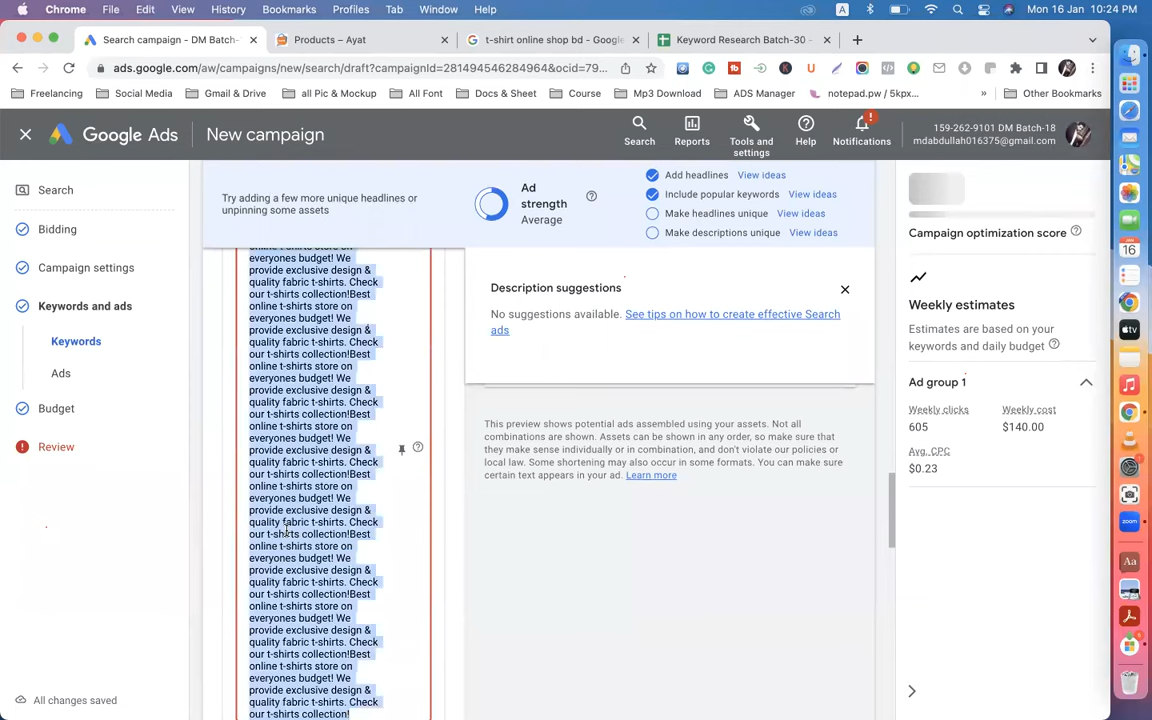 Chrome File Edit View History Bookmarks Profiles Tab Window Help A Mon 16 Jan 10:24 PM
Search campaign - DM Batch- Products – Ayat t-shirt online shop bd - Google Keyword Research Batch-30 -
ads.google.com/aw/campaigns/new/search/draft?campaignId=281494546284964&ocid=79...
Freelancing Social Media Gmail & Drive all Pic & Mockup All Font Docs & Sheet Course Mp3 Download ADS Manager notepad.pw / 5kpx... » Other Bookmarks
Google Ads New campaign
Search Reports Tools and settings Help Notifications
159-262-9101 DM Batch-18
mdabdullah016375@gmail.com
Search
Bidding
Campaign settings
Keywords and ads
Keywords
Ads
Budget
Review
All changes saved
Try adding a few more unique headlines or
unpinning some assets
Ad
strength
Average
Add headlines View ideas
Include popular keywords View ideas
Make headlines unique View ideas
Make descriptions unique View ideas
online t-shirts store on
everyones budget! We
provide exclusive design &
quality fabric t-shirts. Check
our t-shirts collection!Best
online t-shirts store on
everyones budget! We
provide exclusive design &
quality fabric t-shirts. Check
our t-shirts collection!Best
online t-shirts store on
everyones budget! We
provide exclusive design &
quality fabric t-shirts. Check
our t-shirts collection!Best
online t-shirts store on
everyones budget! We
provide exclusive design &
quality fabric t-shirts. Check
our t-shirts collection!Best
online t-shirts store on
everyones budget! We
provide exclusive design &
quality fabric t-shirts. Check
our t-shirts collection!Best
online t-shirts store on
everyones budget! We
provide exclusive design &
quality fabric t-shirts. Check
our t-shirts collection!Best
online t-shirts store on
everyones budget! We
provide exclusive design &
quality fabric t-shirts. Check
our t-shirts collection!Best
online t-shirts store on
everyones budget! We
provide exclusive design &
quality fabric t-shirts. Check
our t-shirts collection!
Description suggestions
No suggestions available. See tips on how to create effective Search
ads
This preview shows potential ads assembled using your assets. Not all
combinations are shown. Assets can be shown in any order, so make sure that
they make sense individually or in combination, and don't violate our policies or
local law. Some shortening may also occur in some formats. You can make sure
certain text appears in your ad. Learn more
Campaign optimization score
Weekly estimates
Estimates are based on your
keywords and daily budget
Ad group 1
Weekly clicks Weekly cost
605 $140.00
Avg. CPC
$0.23